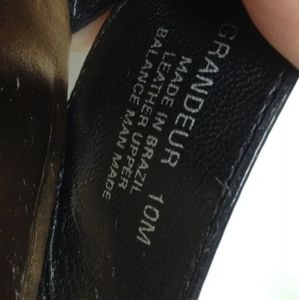 GRANDEUR 10M
MADE IN BRAZIL
LEATHER UPPER
BALANCE MAN MADE